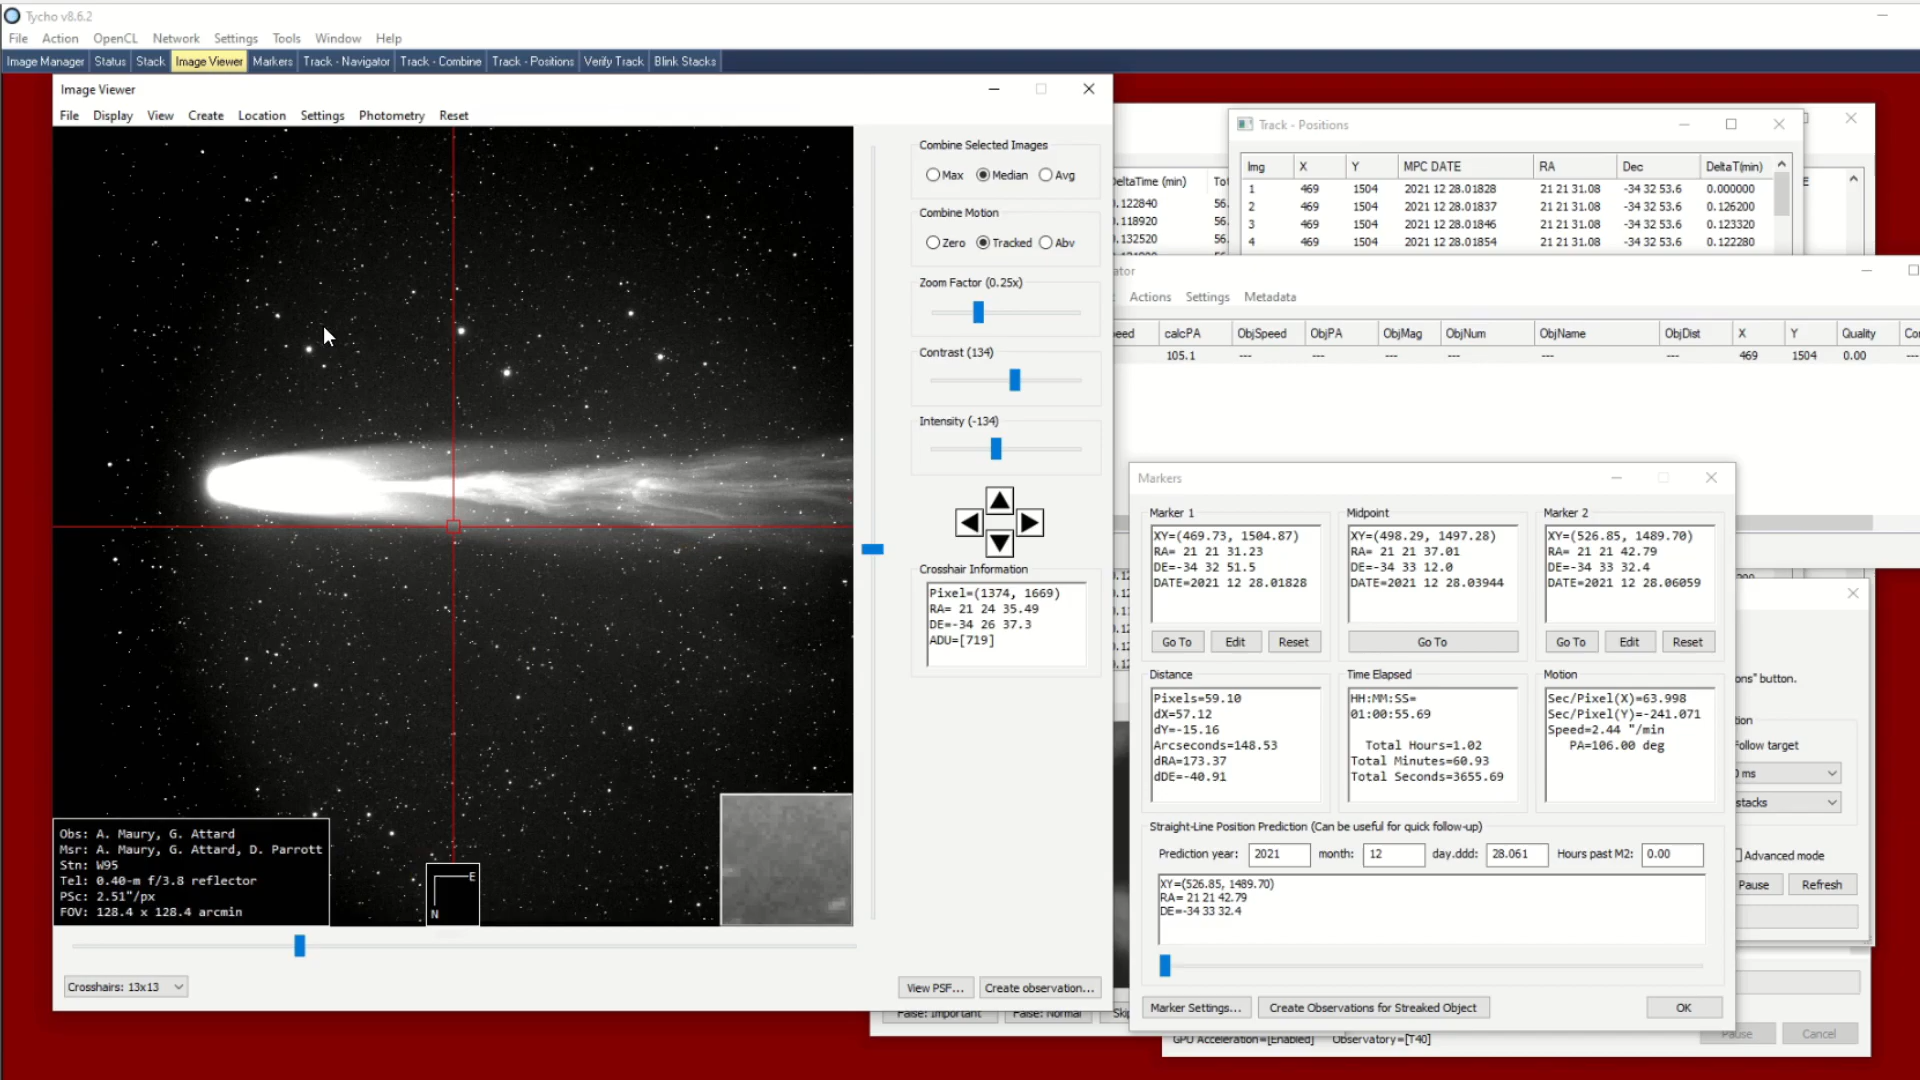 Tycho v8.6.2
File Action OpenCL Network Settings Tools Window Help
Image Manager Status Stack Image Viewer Markers Track - Navigator Track - Combine Track - Positions Verify Track Blink Stacks
Image Viewer
File Display View Create Location Settings Photometry Reset
Combine Selected Images
Max Median Avg
Combine Motion
Zero Tracked Abv
Zoom Factor (0.25x)
Contrast (134)
Intensity (-134)
Crosshair Information
Pixel=(1374, 1669)
RA= 21 24 35.49
DE=-34 26 37.3
ADU=[719]
Obs: A. Maury, G. Attard
Msr: A. Maury, G. Attard, D. Parrott
Stn: W95
Tel: 0.40-m f/3.8 reflector
PSc: 2.51"/px
FOV: 128.4 x 128.4 arcmin
E
N
Crosshairs: 13x13
View PSF... Create observation...
Track - Positions
Img X Y MPC DATE RA Dec DeltaT(min)
1 469 1504 2021 12 28.01828 21 21 31.08 -34 32 53.6 0.000000
2 469 1504 2021 12 28.01837 21 21 31.08 -34 32 53.6 0.126200
3 469 1504 2021 12 28.01846 21 21 31.08 -34 32 53.6 0.123320
4 469 1504 2021 12 28.01854 21 21 31.08 -34 32 53.6 0.122280
DeltaTime (min) Tot
0.122840 56.
0.118920 56.
0.132520 56.
E
ator
Actions Settings Metadata
eed calcPA ObjSpeed ObjPA ObjMag ObjNum ObjName ObjDist X Y Quality Cor
105.1 --- --- --- --- --- --- 469 1504 0.00 ---
Markers
Marker 1
XY=(469.73, 1504.87)
RA= 21 21 31.23
DE=-34 32 51.5
DATE=2021 12 28.01828
Go To Edit Reset
Midpoint
XY=(498.29, 1497.28)
RA= 21 21 37.01
DE=-34 33 12.0
DATE=2021 12 28.03944
Go To
Marker 2
XY=(526.85, 1489.70)
RA= 21 21 42.79
DE=-34 33 32.4
DATE=2021 12 28.06059
Go To Edit Reset
Distance
Pixels=59.10
dX=57.12
dY=-15.16
Arcseconds=148.53
dRA=173.37
dDE=-40.91
Time Elapsed
HH:MM:SS=
01:00:55.69
Total Hours=1.02
Total Minutes=60.93
Total Seconds=3655.69
Motion
Sec/Pixel(X)=63.998
Sec/Pixel(Y)=-241.071
Speed=2.44 "/min
PA=106.00 deg
Straight-Line Position Prediction (Can be useful for quick follow-up)
Prediction year: 2021 month: 12 day.ddd: 28.061 Hours past M2: 0.00
XY=(526.85, 1489.70)
RA= 21 21 42.79
DE=-34 33 32.4
Marker Settings... Create Observations for Streaked Object OK
ons" button.
tion
Follow target
0 ms
stacks
Advanced mode
Pause Refresh
False: Important False: Normal Ski
Pause Cancel
GPU Acceleration=[Enabled] Observatory=[T40]